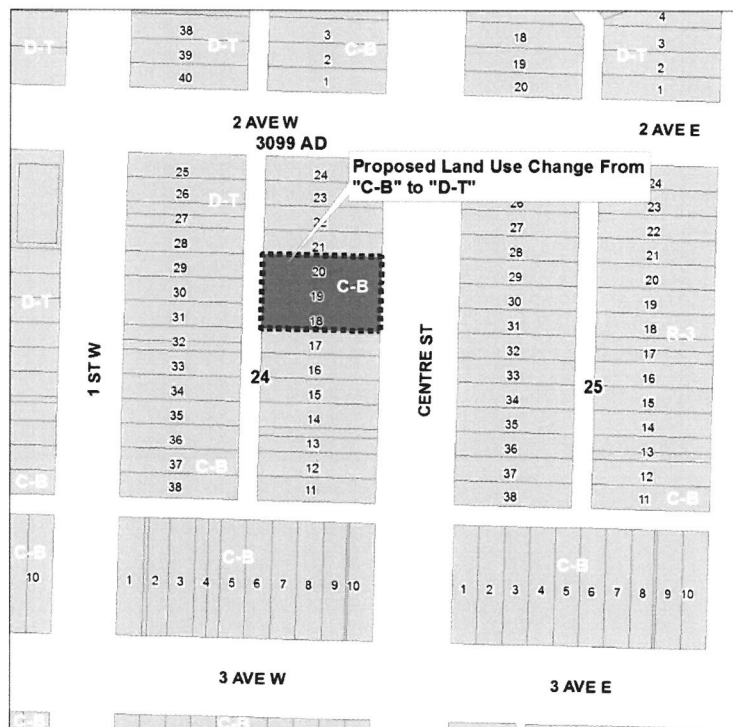 38
39
40
D-T
D-T
3
2
1
C-B
18
19
20
4
3
2
1
D-T
2 AVE W
3099 AD
2 AVE E
Proposed Land Use Change From
"C-B" to "D-T"
25
26
27
28
29
30
31
32
33
34
35
36
37
38
D-T
C-B
D-T
C-B
1 ST W
24
24
23
22
21
20
19
18
17
16
15
14
13
12
11
C-B
CENTRE ST
26
27
28
29
30
31
32
33
34
35
36
37
38
25
24
23
22
21
20
19
18
17
16
15
14
13
12
11
R-3
C-B
C-B
10
1 2 3 4 5 6 7 8 9 10
C-B
1 2 3 4 5 6 7 8 9 10
C-B
3 AVE W
3 AVE E
C-B
C-B